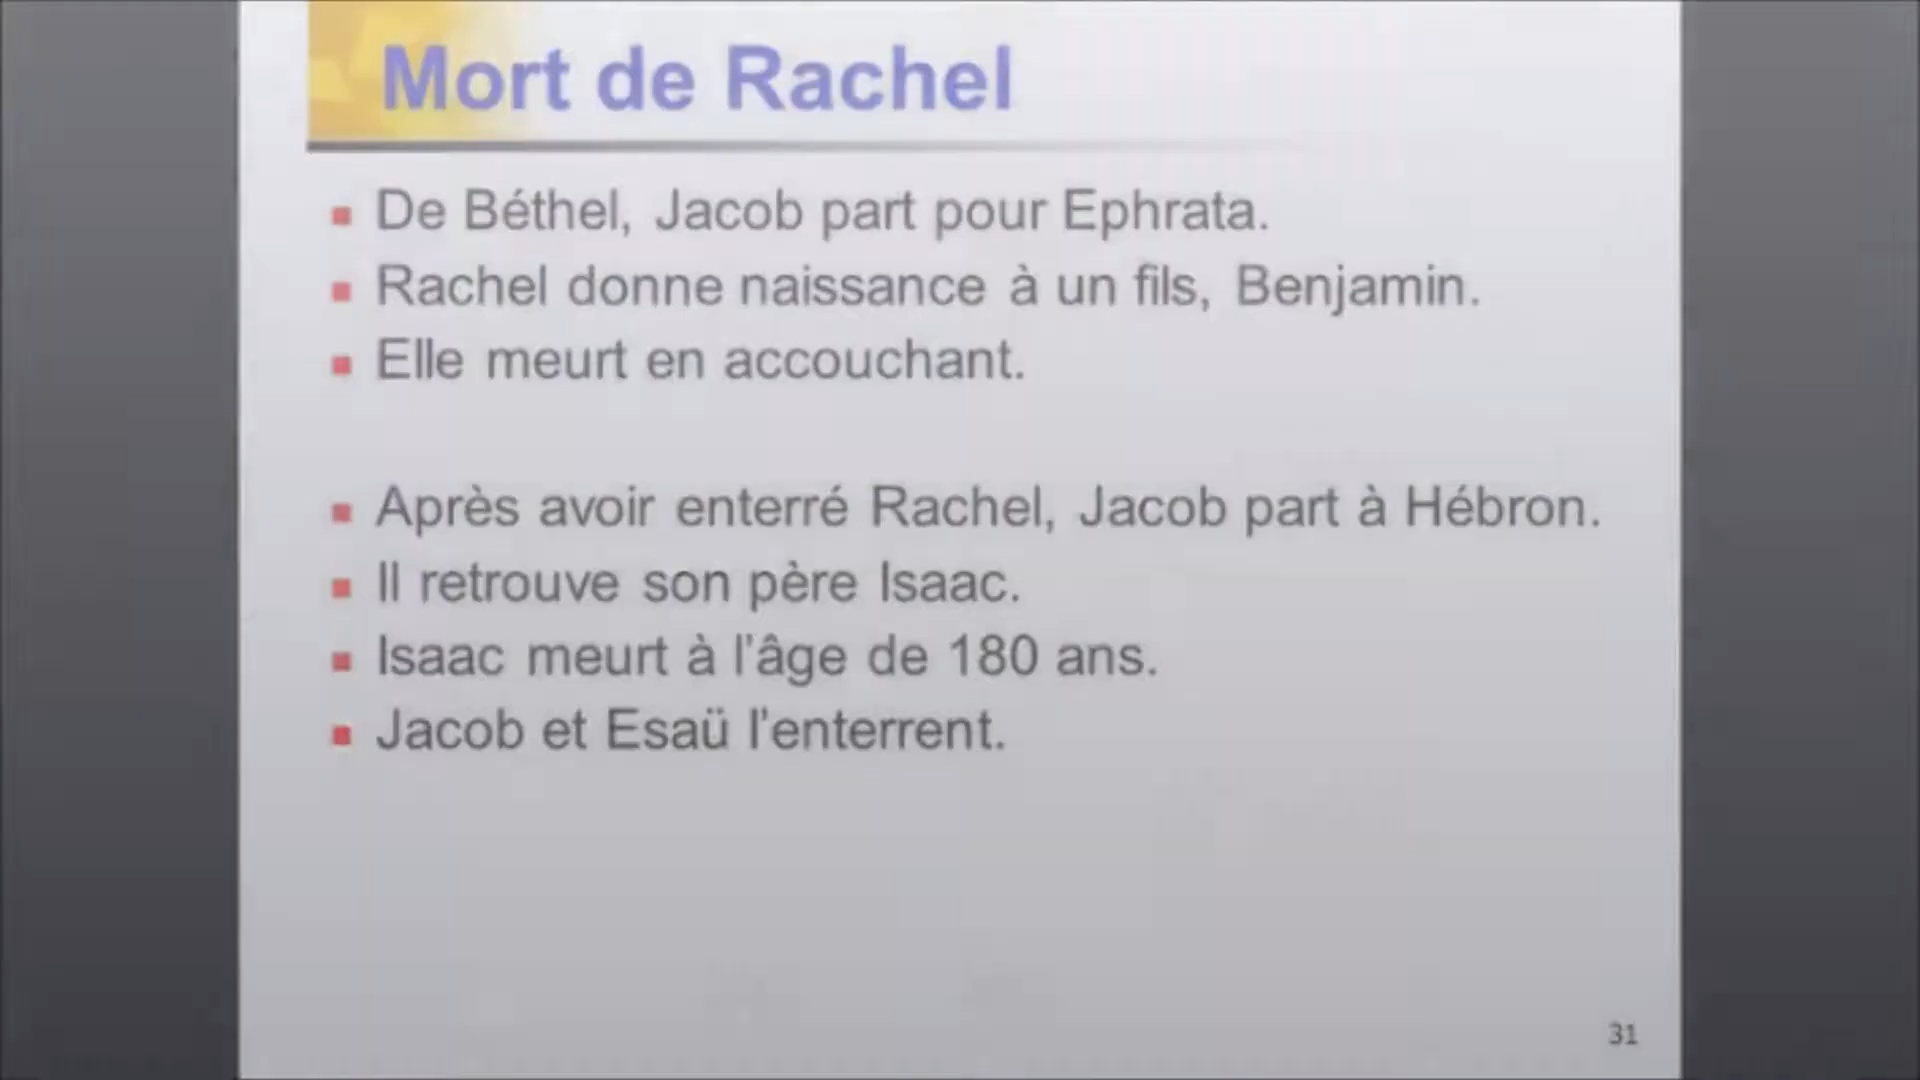 Mort de Rachel
De Béthel, Jacob part pour Ephrata.
Rachel donne naissance à un fils, Benjamin.
Elle meurt en accouchant.
Après avoir enterré Rachel, Jacob part à Hébron.
Il retrouve son père Isaac.
Isaac meurt à l'âge de 180 ans.
Jacob et Esaü l'enterrent.
31